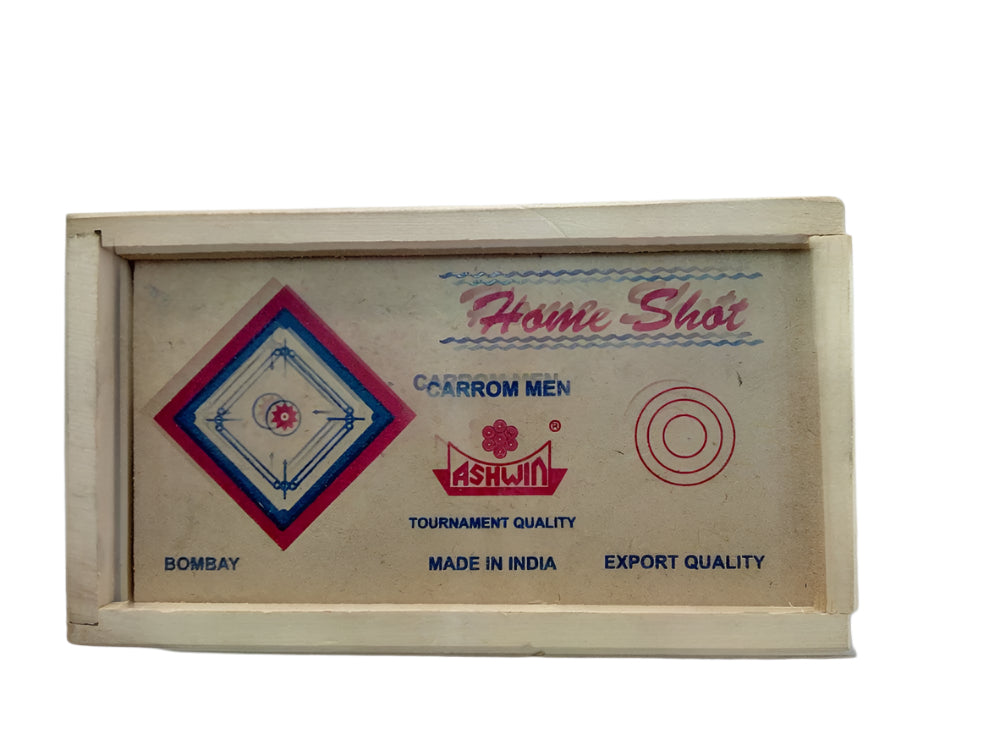 Home Shot
CARROM MEN
ASHWIN ®
TOURNAMENT QUALITY
BOMBAY
MADE IN INDIA
EXPORT QUALITY